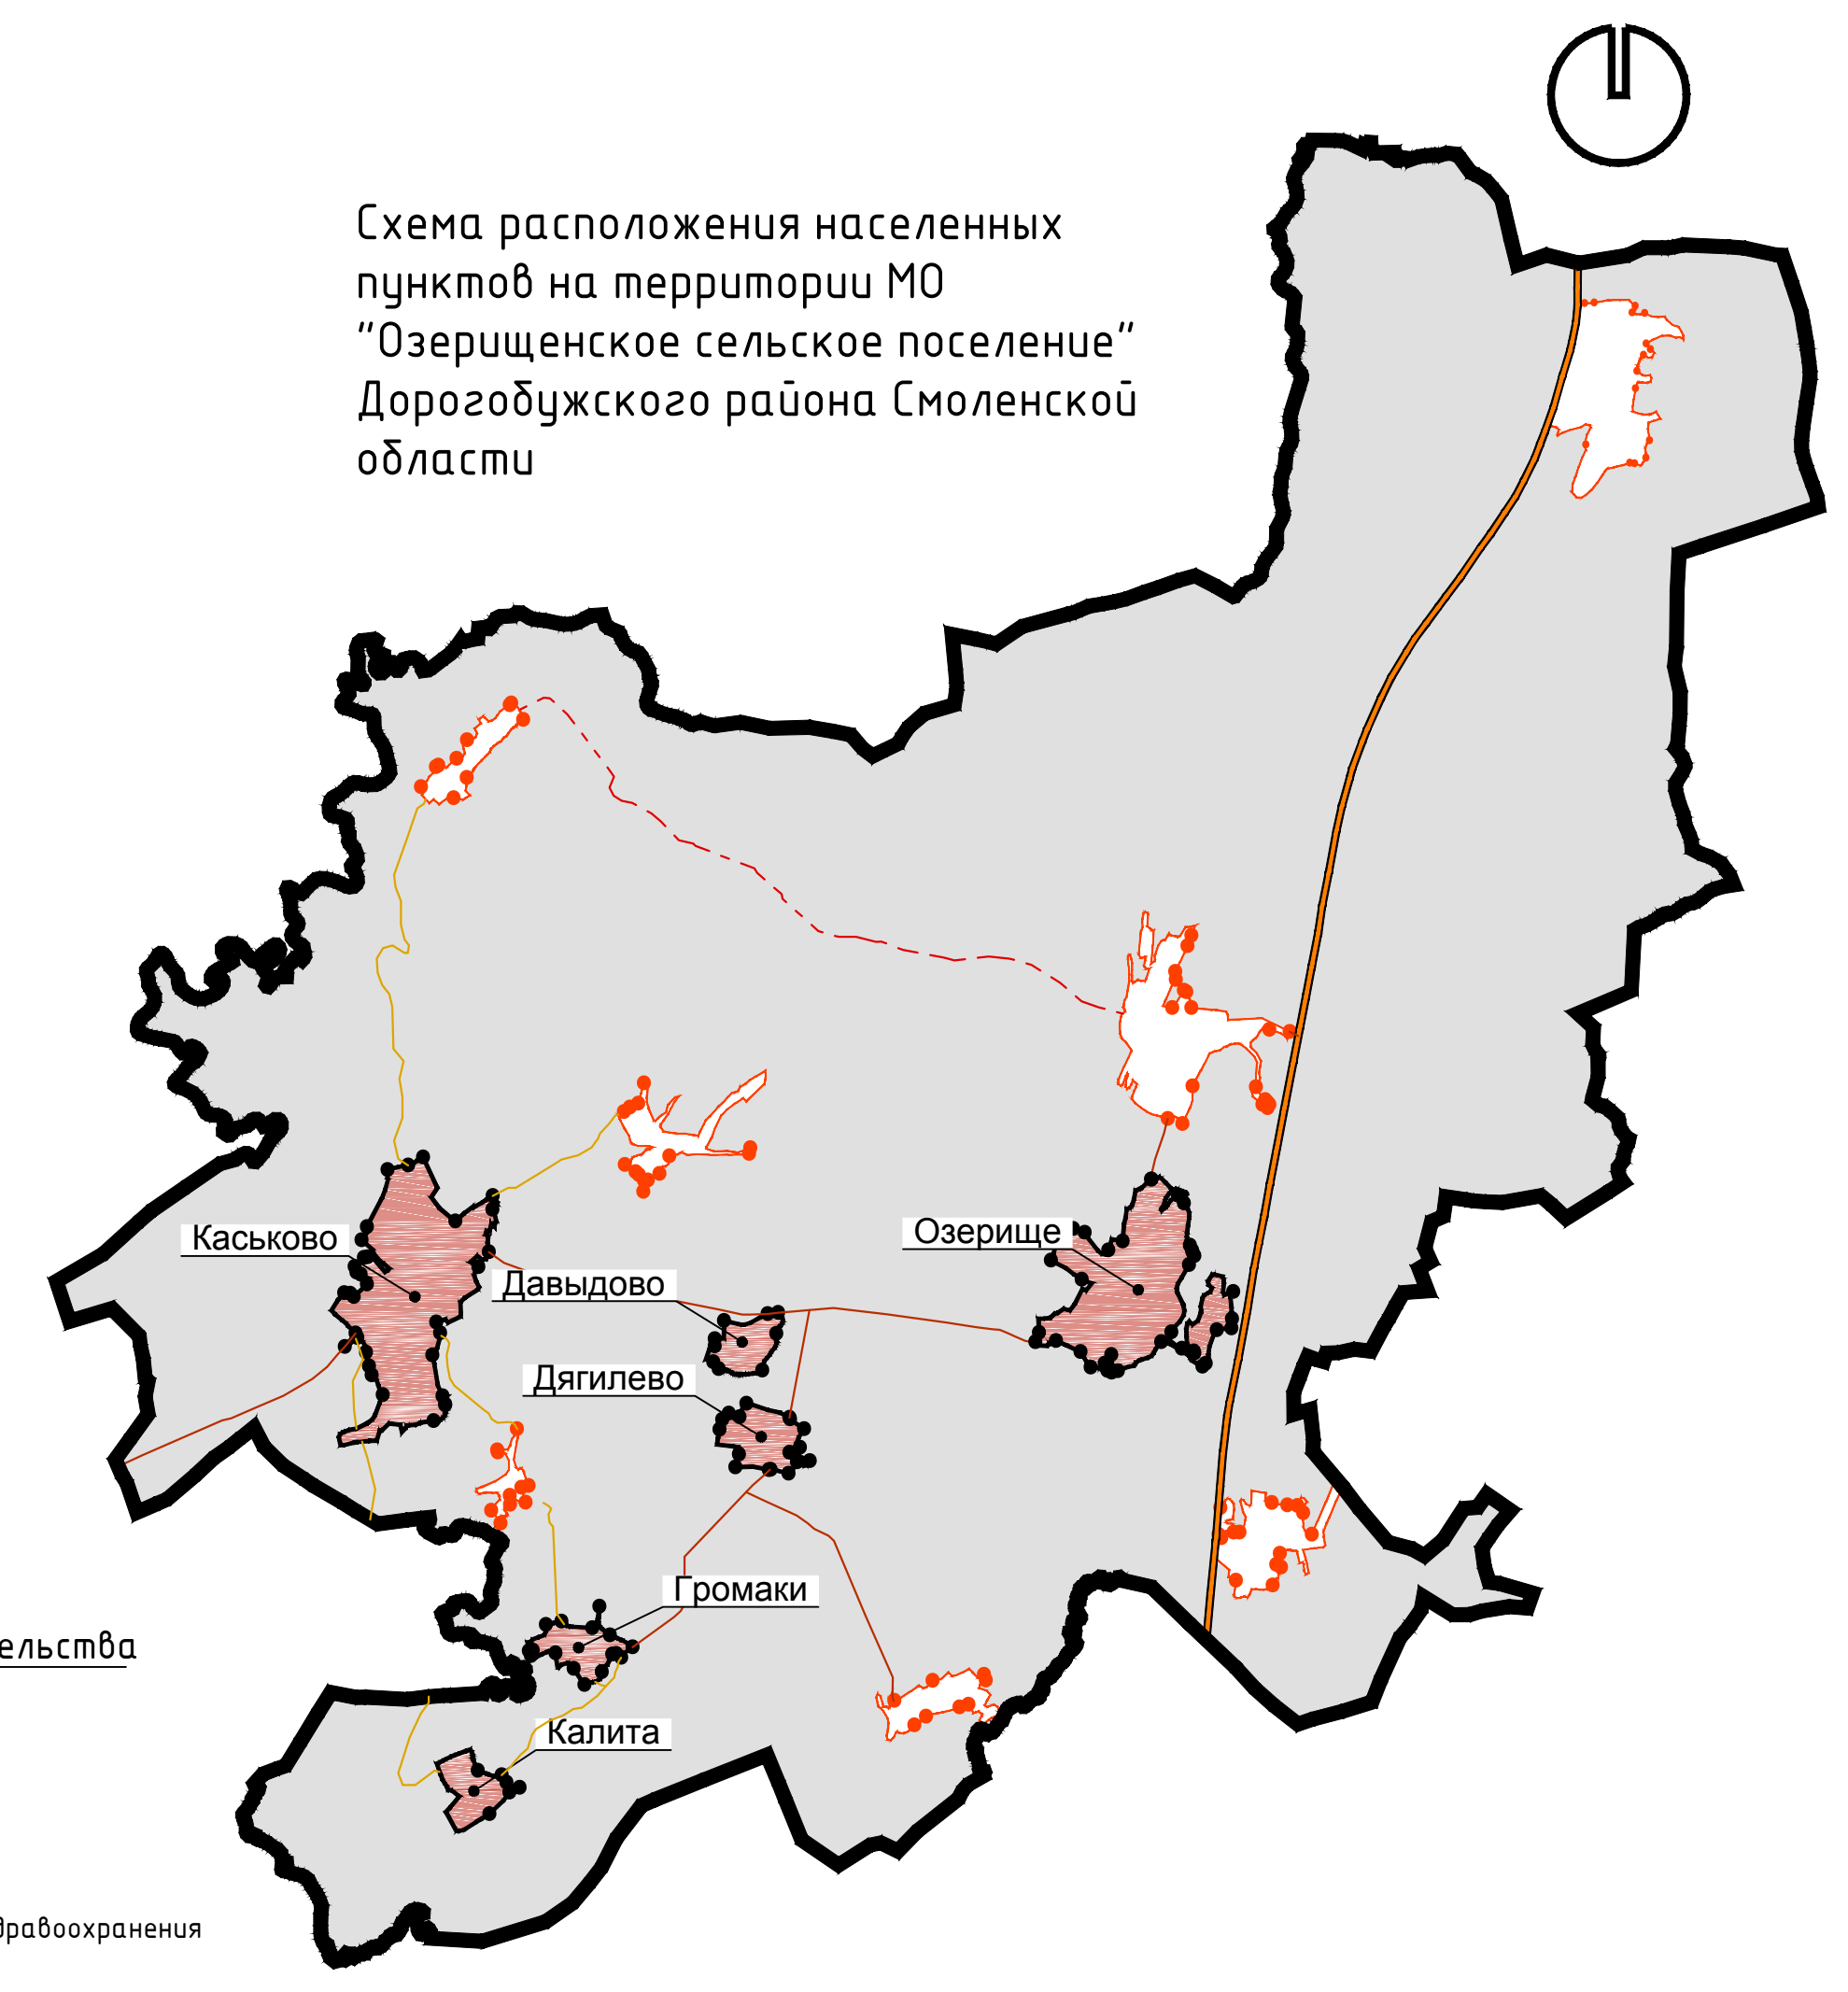 Схема расположения населенных
пунктов на территории МО
"Озерищенское сельское поселение"
Дорогобужского района Смоленской
области
Каськово
Озерище
Давыдово
Дягилево
Громаки
ельства
Калита
дравоохранения